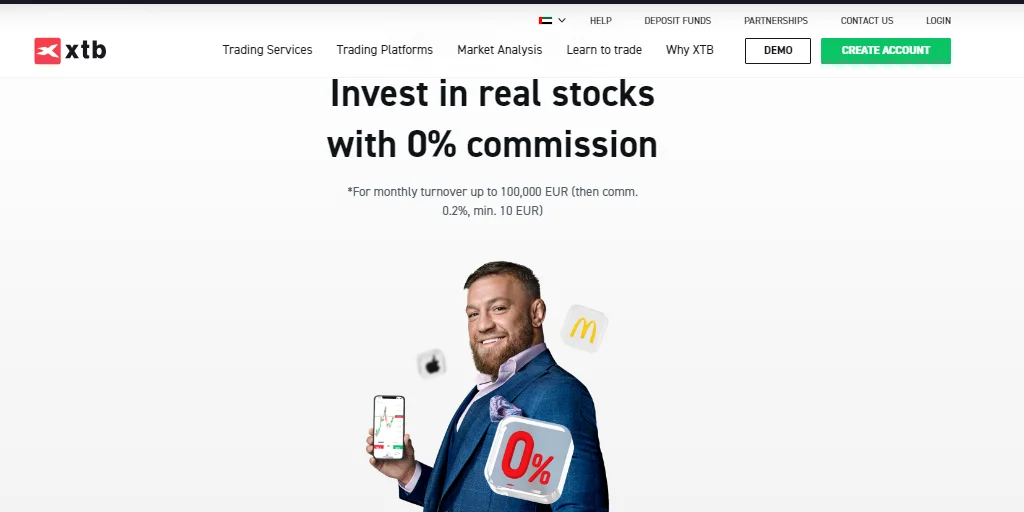 HELP DEPOSIT FUNDS PARTNERSHIPS CONTACT US LOGIN
xtb Trading Services Trading Platforms Market Analysis Learn to trade Why XTB DEMO CREATE ACCOUNT
Invest in real stocks
with 0% commission
*For monthly turnover up to 100,000 EUR (then comm.
0.2%, min. 10 EUR)
0%